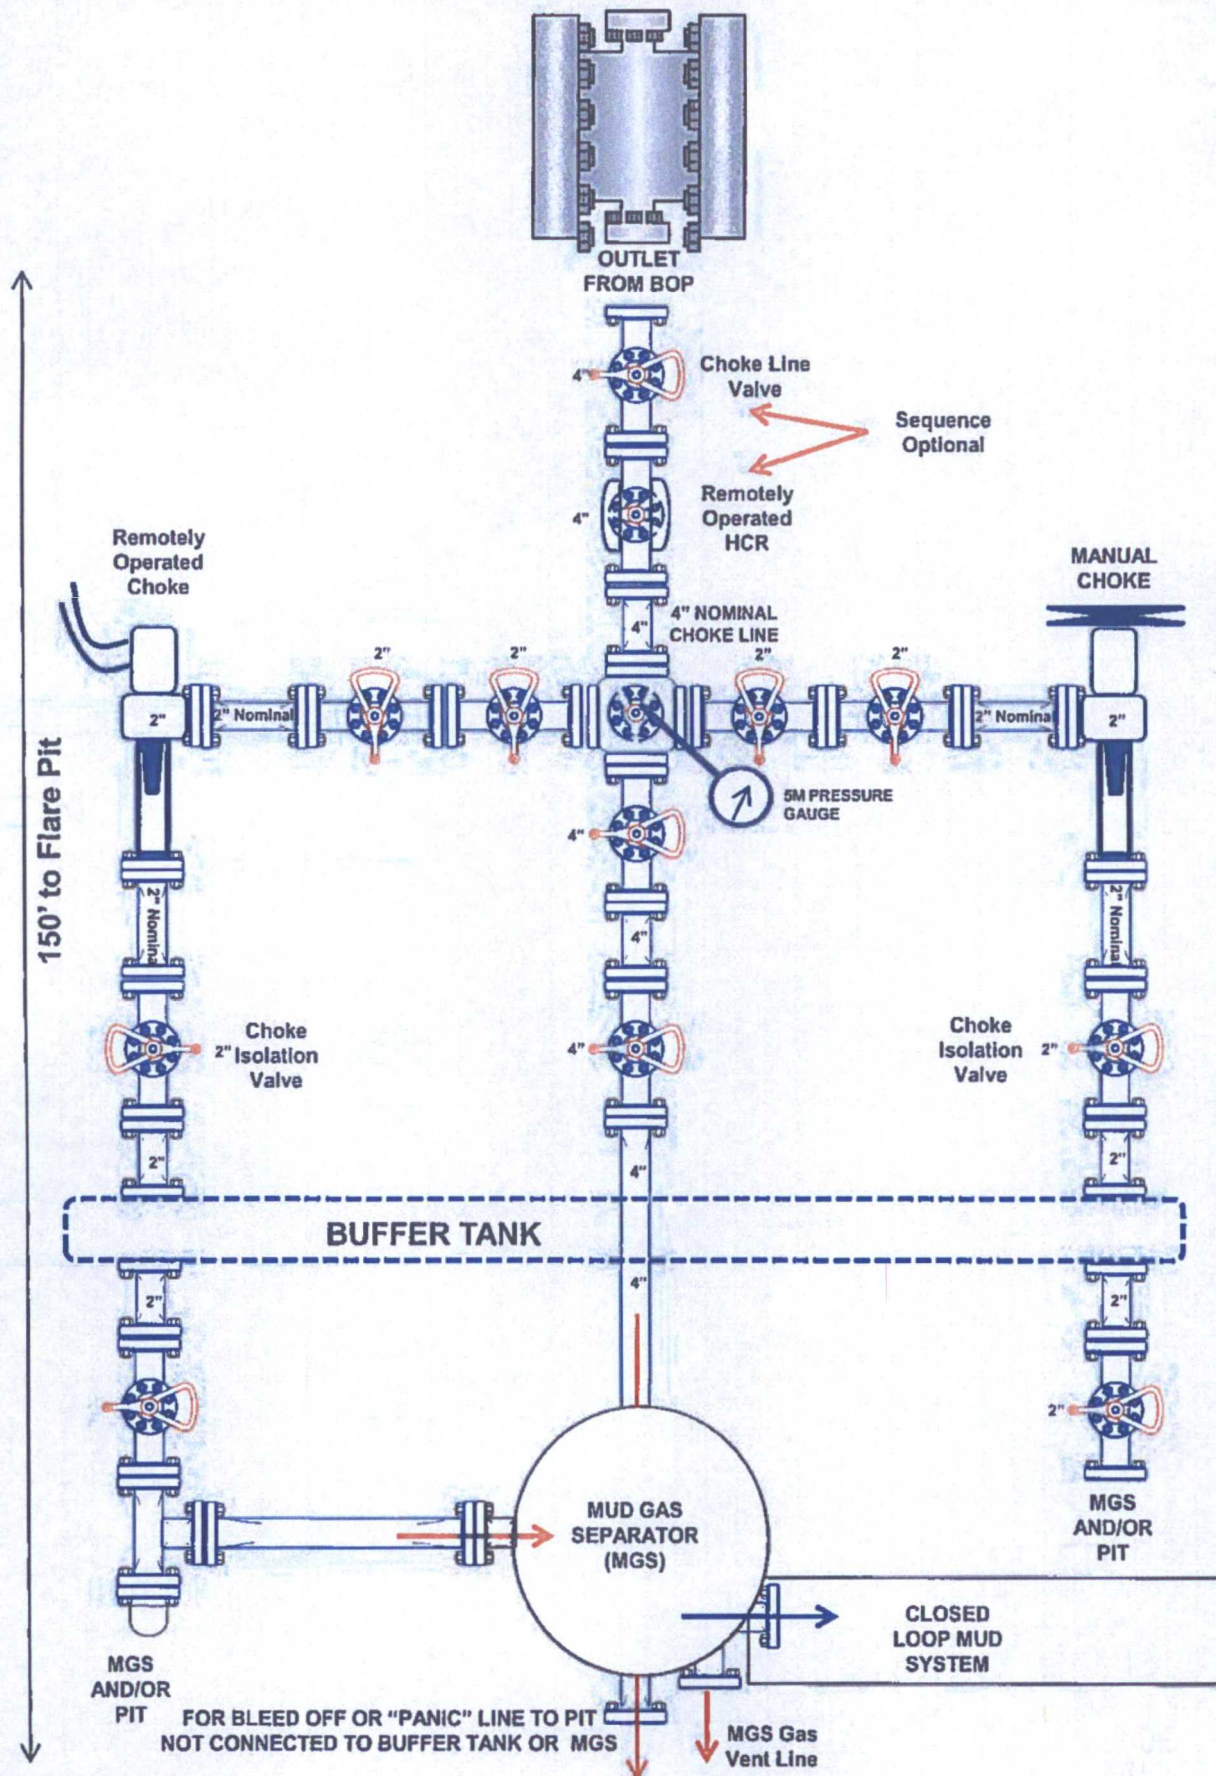 OUTLET
FROM BOP
4"
Choke Line
Valve
Sequence
Optional
4"
Remotely
Operated
HCR
Remotely
Operated
Choke
MANUAL
CHOKE
4"
4" NOMINAL
CHOKE LINE
2"
2"
2"
2"
2"
2" Nominal
2" Nominal
2"
5M PRESSURE
GAUGE
4"
150' to Flare Pit
2" Nominal
4"
2" Nominal
2"
Choke
Isolation
Valve
4"
Choke
Isolation
Valve
2"
2"
4"
2"
BUFFER TANK
2"
4"
2"
2"
MUD GAS
SEPARATOR
(MGS)
MGS
AND/OR
PIT
CLOSED
LOOP MUD
SYSTEM
MGS
AND/OR
PIT
FOR BLEED OFF OR "PANIC" LINE TO PIT
NOT CONNECTED TO BUFFER TANK OR MGS
MGS Gas
Vent Line